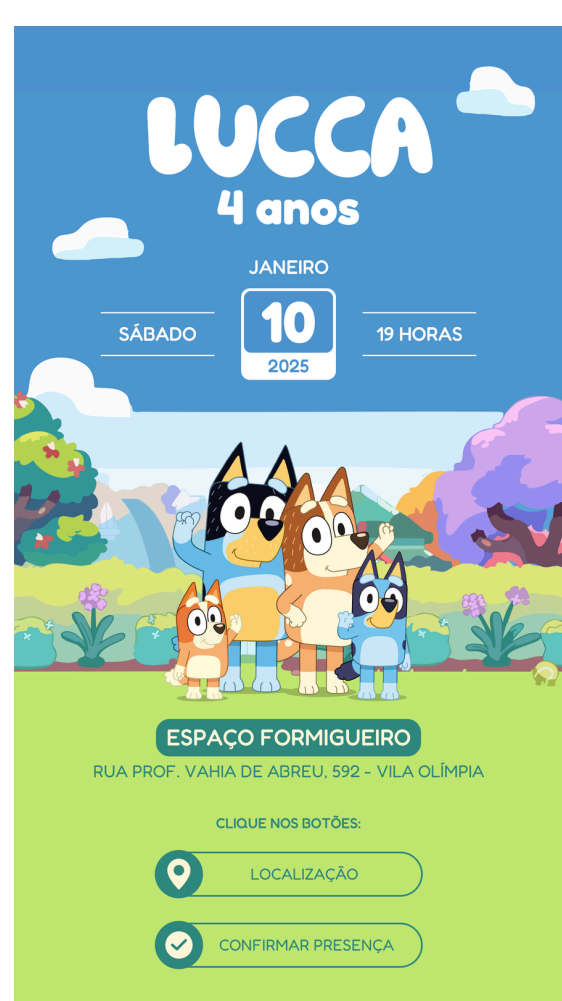 LUCCA
4 anos
JANEIRO
SÁBADO
10
2025
19 HORAS
ESPAÇO FORMIGUEIRO
RUA PROF. VAHIA DE ABREU, 592 - VILA OLÍMPIA
CLIQUE NOS BOTÕES:
LOCALIZAÇÃO
CONFIRMAR PRESENÇA